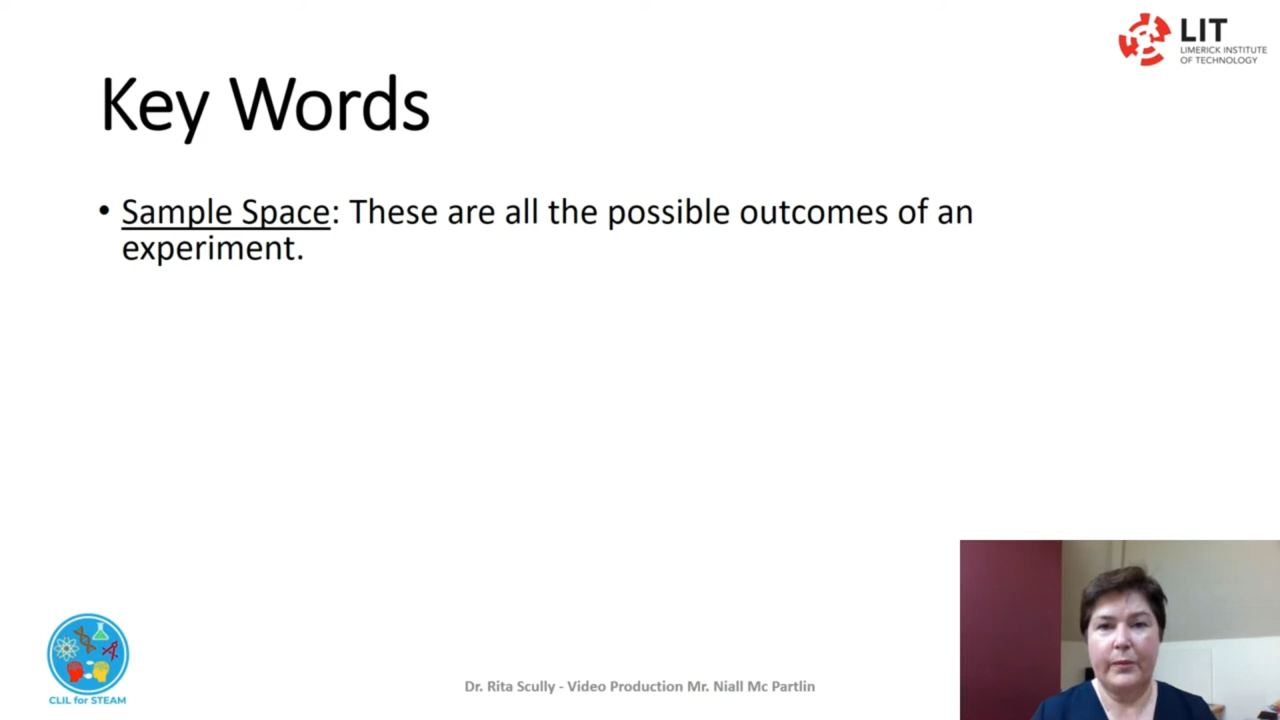 LIT
LIMERICK INSTITUTE
OF TECHNOLOGY
Key Words
• Sample Space: These are all the possible outcomes of an
experiment.
CLIL for STEAM
Dr. Rita Scully - Video Production Mr. Niall Mc Partlin